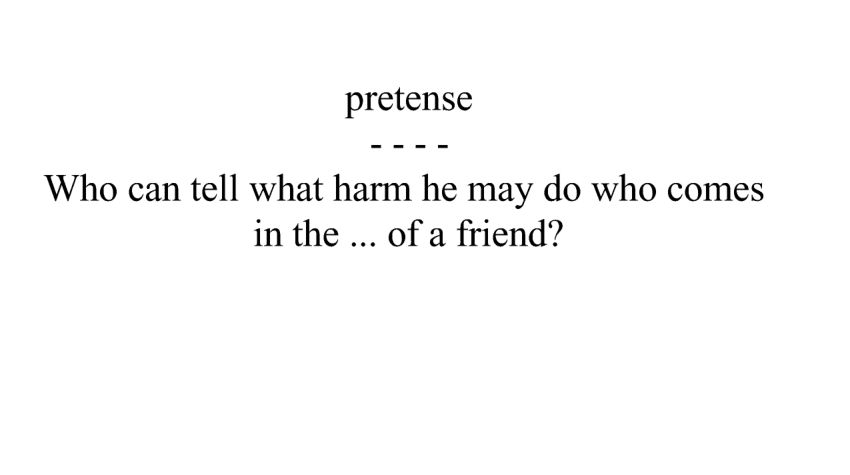 pretense
- - - -
Who can tell what harm he may do who comes
in the ... of a friend?